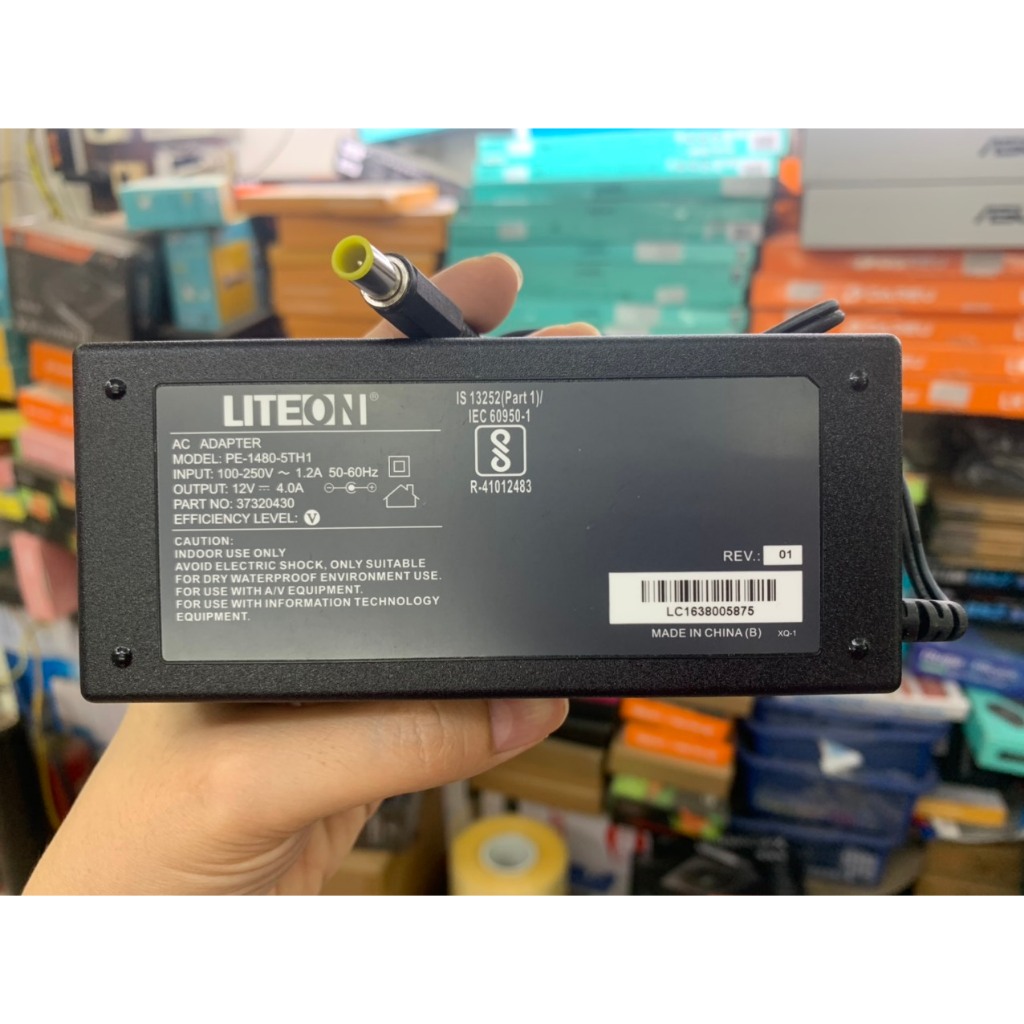 LITEON®
AC ADAPTER
MODEL: PE-1480-5TH1
INPUT: 100-250V ~ 1.2A 50-60Hz
OUTPUT: 12V ⎓ 4.0A
PART NO: 37320430
EFFICIENCY LEVEL: V
CAUTION:
INDOOR USE ONLY
AVOID ELECTRIC SHOCK, ONLY SUITABLE
FOR DRY WATERPROOF ENVIRONMENT USE.
FOR USE WITH A/V EQUIPMENT.
FOR USE WITH INFORMATION TECHNOLOGY
EQUIPMENT.
IS 13252(Part 1)/
IEC 60950-1
R-41012483
REV.: 01
LC1638005875
MADE IN CHINA (B) XQ-1